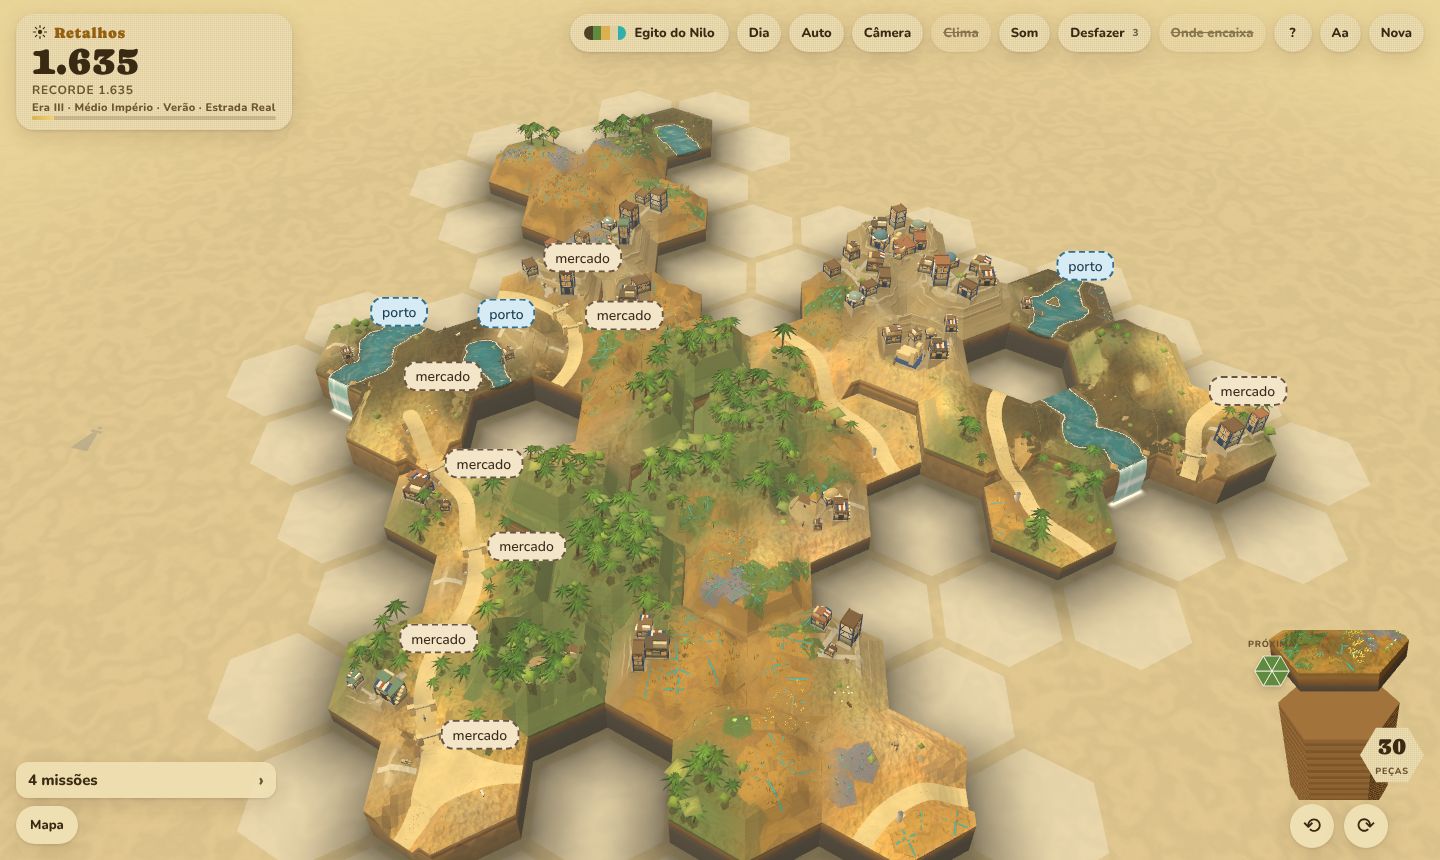 Retalhos
1.635
RECORDE 1.635
Era III · Médio Império · Verão · Estrada Real
Egito do Nilo
Dia
Auto
Câmera
Clima
Som
Desfazer 3
Onde encaixa
?
Aa
Nova
mercado
porto
porto
porto
mercado
mercado
mercado
mercado
mercado
mercado
mercado
30
PEÇAS
4 missões ›
Mapa
⟲
⟳